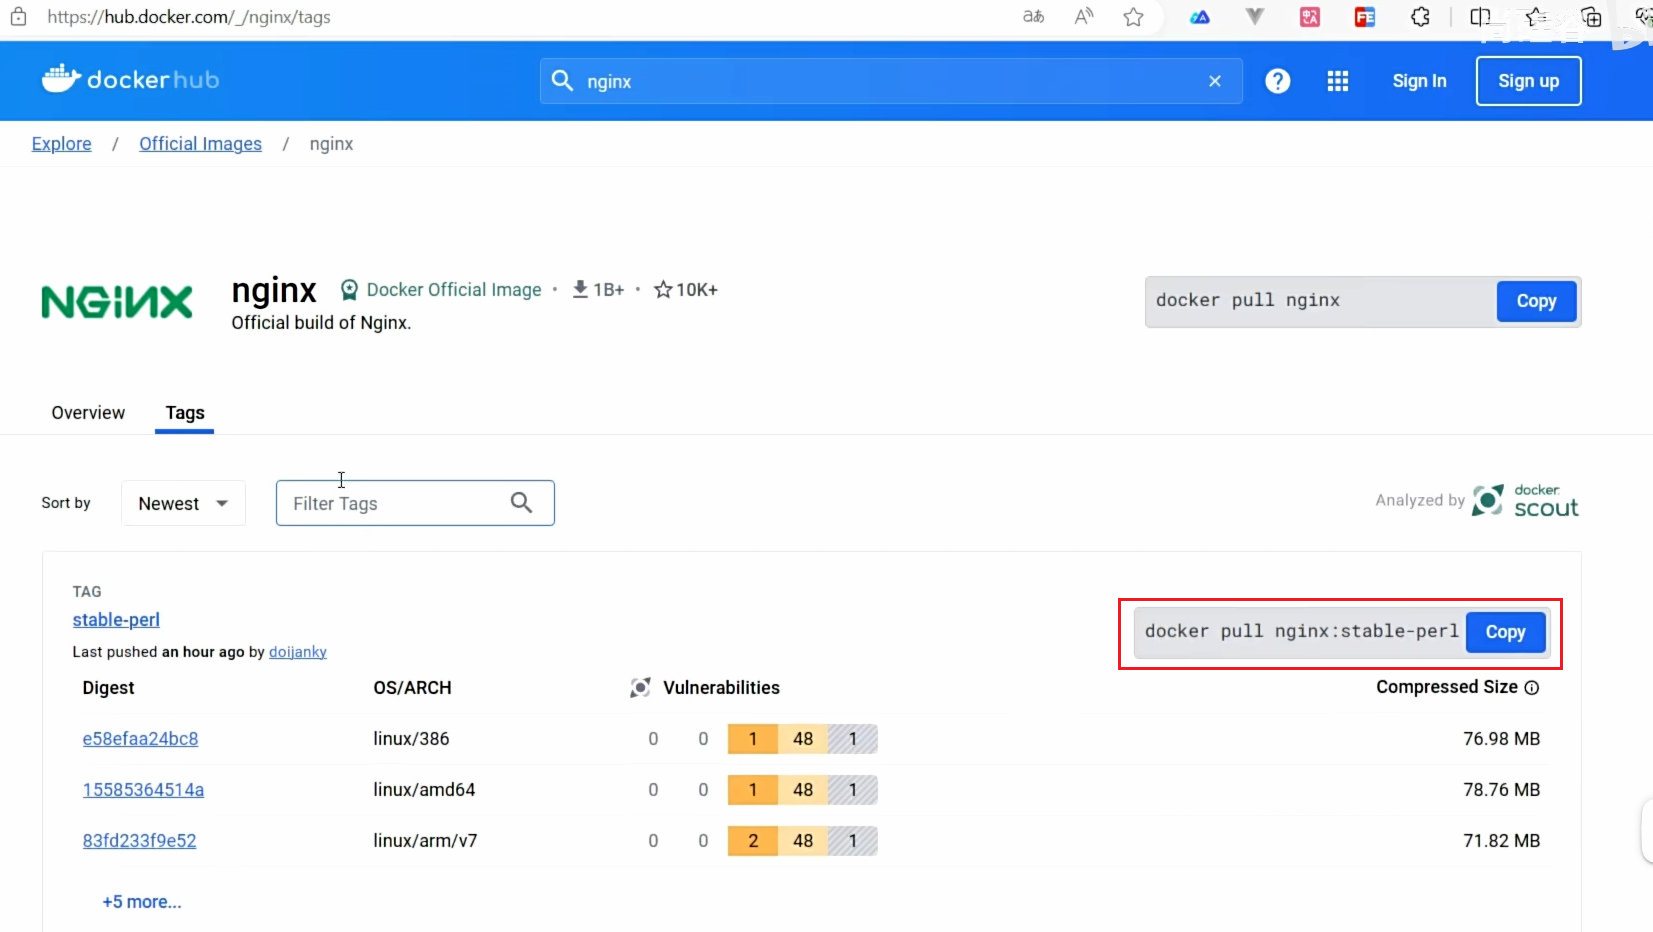 https://hub.docker.com/_/nginx/tags
docker hub
nginx
Sign In
Sign up
Explore / Official Images / nginx
NGINX
nginx
Docker Official Image • 1B+ • 10K+
Official build of Nginx.
docker pull nginx
Copy
Overview
Tags
Sort by
Newest
Filter Tags
Analyzed by
docker
scout
TAG
stable-perl
Last pushed an hour ago by doijanky
docker pull nginx:stable-perl
Copy
Digest OS/ARCH Vulnerabilities Compressed Size
e58efaa24bc8 linux/386 0 0 1 48 1 76.98 MB
15585364514a linux/amd64 0 0 1 48 1 78.76 MB
83fd233f9e52 linux/arm/v7 0 0 2 48 1 71.82 MB
+5 more...